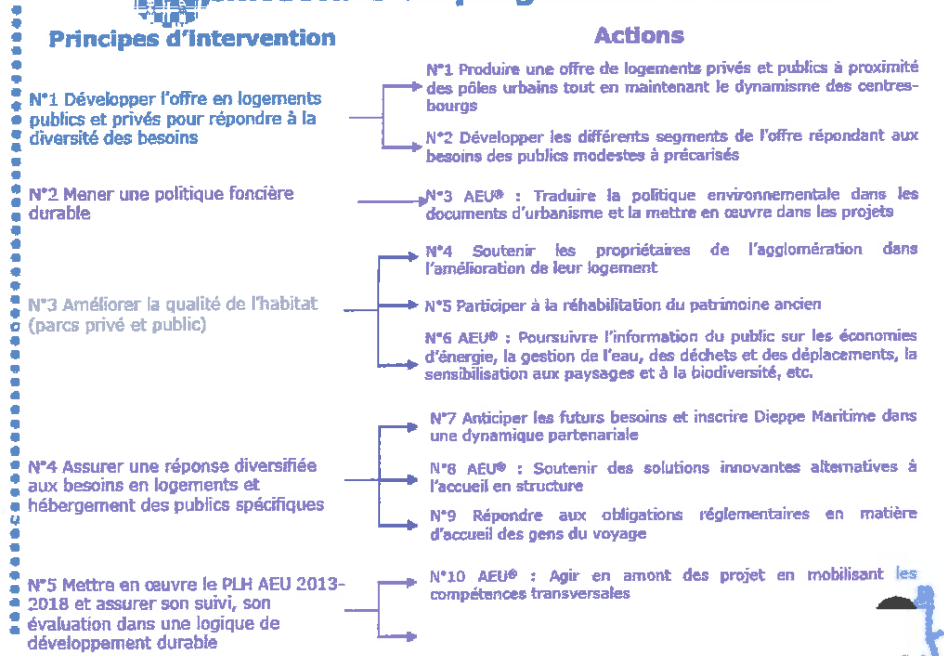 Principes d'intervention
Actions
N°1 Développer l'offre en logements
publics et privés pour répondre à la
diversité des besoins
N°1 Produire une offre de logements privés et publics à proximité
des pôles urbains tout en maintenant le dynamisme des centres-
bourgs
N°2 Développer les différents segments de l'offre répondant aux
besoins des publics modestes à précarisés
N°2 Mener une politique foncière
durable
N°3 AEU® : Traduire la politique environnementale dans les
documents d'urbanisme et la mettre en œuvre dans les projets
N°3 Améliorer la qualité de l'habitat
(parcs privé et public)
N°4 Soutenir les propriétaires de l'agglomération dans
l'amélioration de leur logement
N°5 Participer à la réhabilitation du patrimoine ancien
N°6 AEU® : Poursuivre l'information du public sur les économies
d'énergie, la gestion de l'eau, des déchets et des déplacements, la
sensibilisation aux paysages et à la biodiversité, etc.
N°4 Assurer une réponse diversifiée
aux besoins en logements et
hébergement des publics spécifiques
N°7 Anticiper les futurs besoins et inscrire Dieppe Maritime dans
une dynamique partenariale
N°8 AEU® : Soutenir des solutions innovantes alternatives à
l'accueil en structure
N°9 Répondre aux obligations réglementaires en matière
d'accueil des gens du voyage
N°5 Mettre en œuvre le PLH AEU 2013-
2018 et assurer son suivi, son
évaluation dans une logique de
développement durable
N°10 AEU® : Agir en amont des projet en mobilisant les
compétences transversales